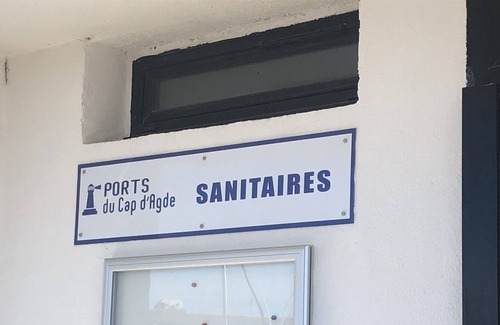 PORTS
du Cap d'Agde
SANITAIRES